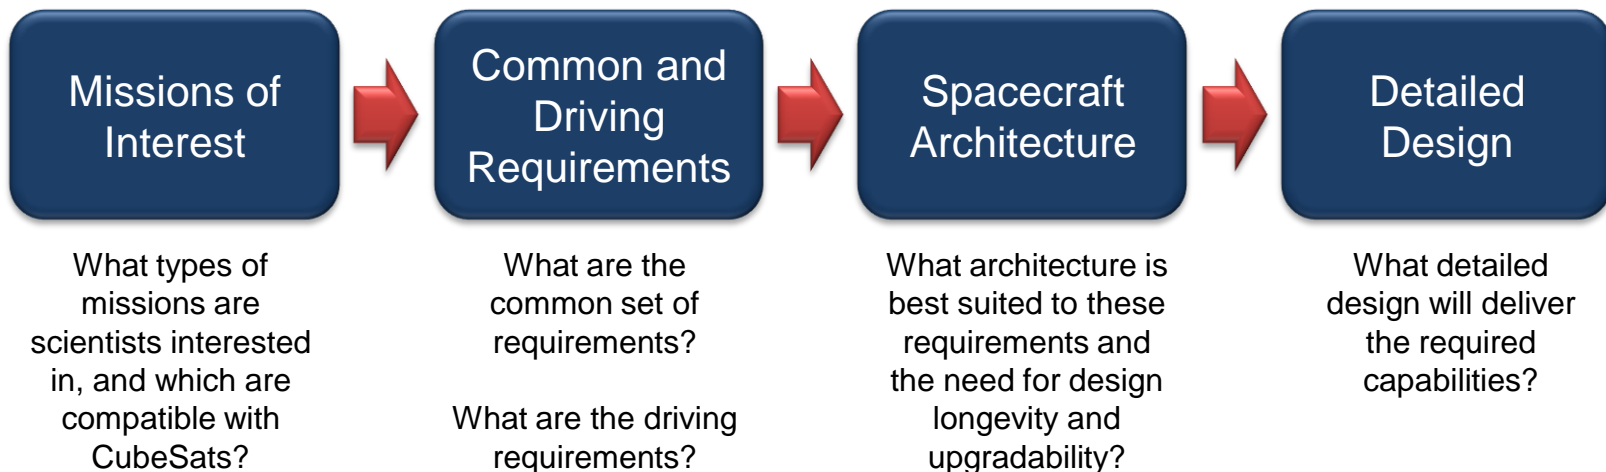 Missions of
Interest
Common and
Driving
Requirements
Spacecraft
Architecture
Detailed
Design
What types of
missions are
scientists interested
in, and which are
compatible with
CubeSats?
What are the
common set of
requirements?
What are the driving
requirements?
What architecture is
best suited to these
requirements and
the need for design
longevity and
upgradability?
What detailed
design will deliver
the required
capabilities?